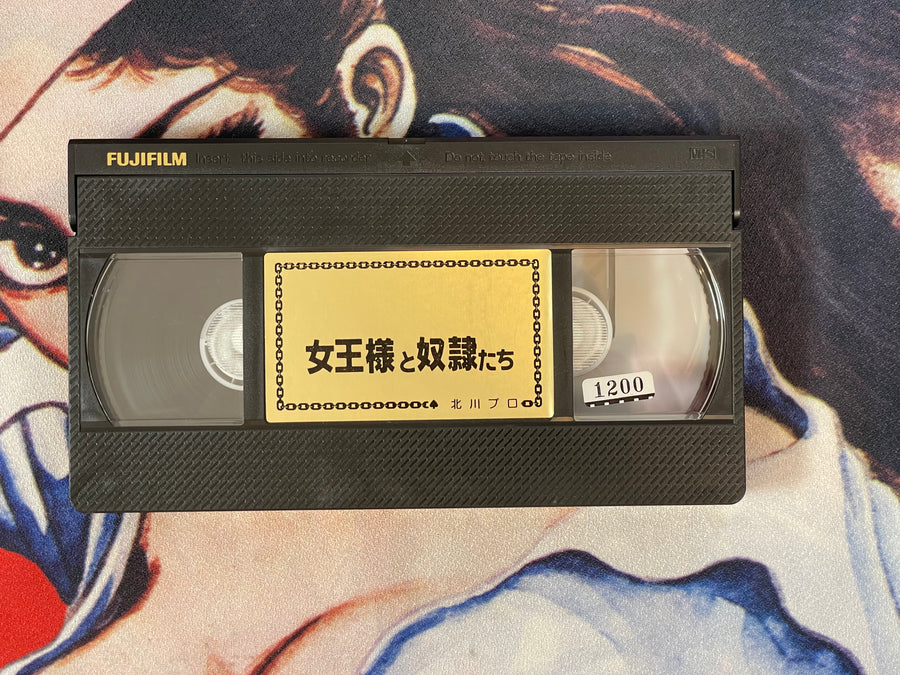 FUJIFILM Insert this side into recorder Do not touch the tape inside VHS
女王様と奴隷たち
1200
北川プロ